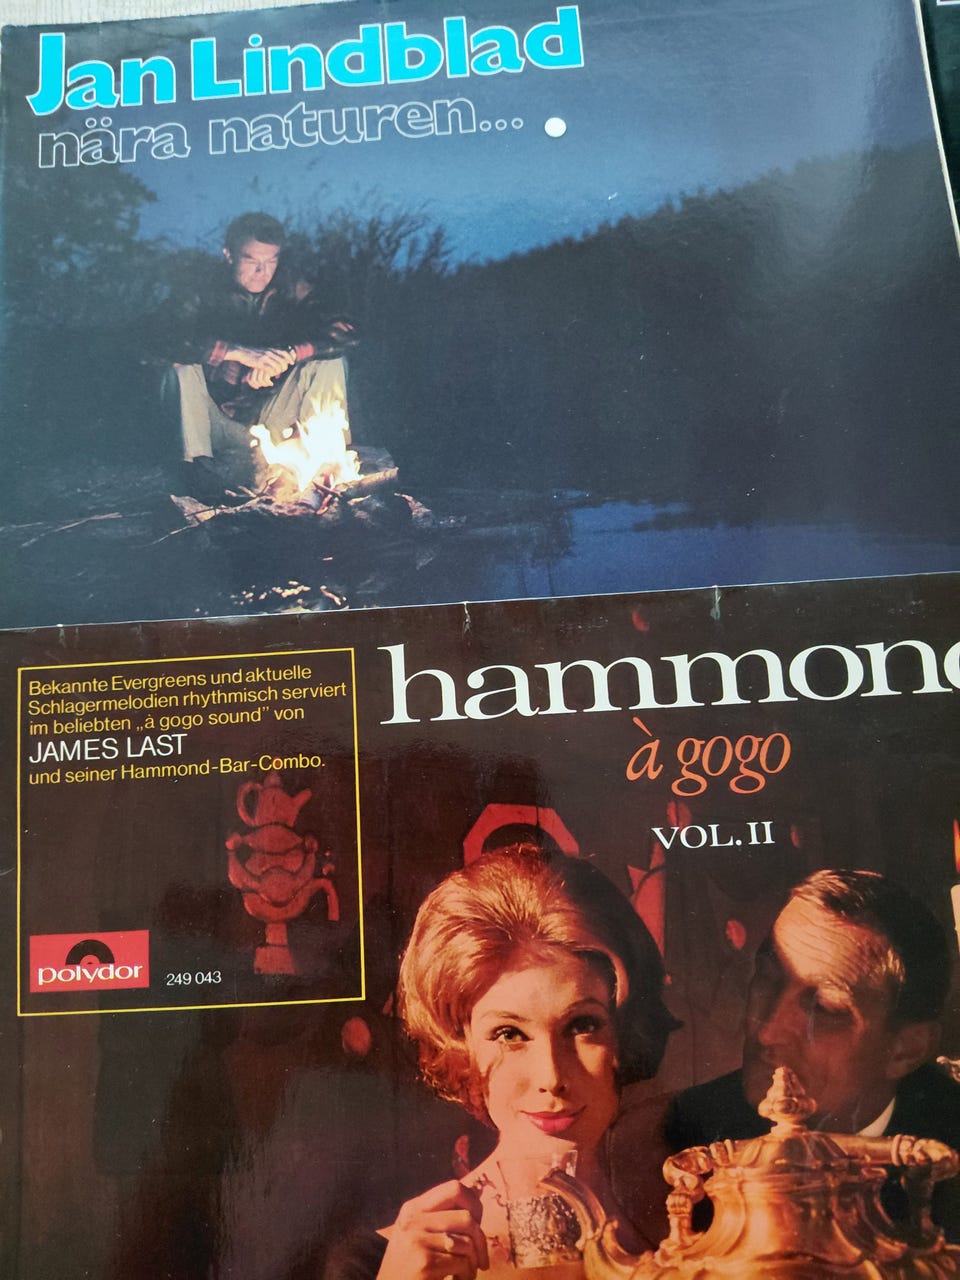 Jan Lindblad
nära naturen...
Bekannte Evergreens und aktuelle
Schlagermelodien rhythmisch serviert
im beliebten „à gogo sound” von
JAMES LAST
und seiner Hammond-Bar-Combo.
polydor
249 043
hammond
à gogo
VOL. II